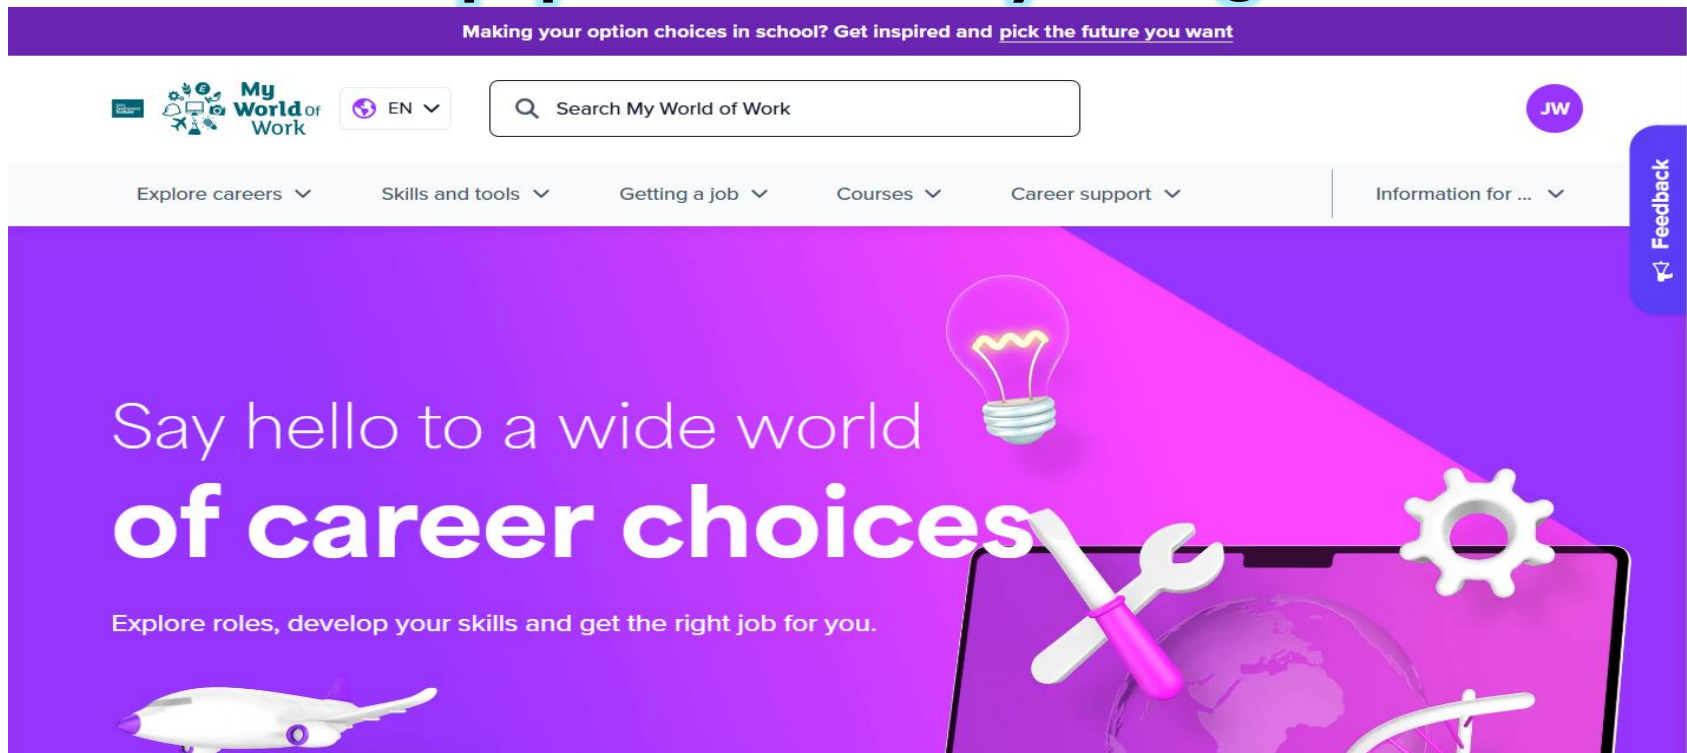 Making your option choices in school? Get inspired and pick the future you want
My
World of
Work
EN
Search My World of Work
JW
Explore careers
Skills and tools
Getting a job
Courses
Career support
Information for ...
Feedback
Say hello to a wide world
of career choices
Explore roles, develop your skills and get the right job for you.